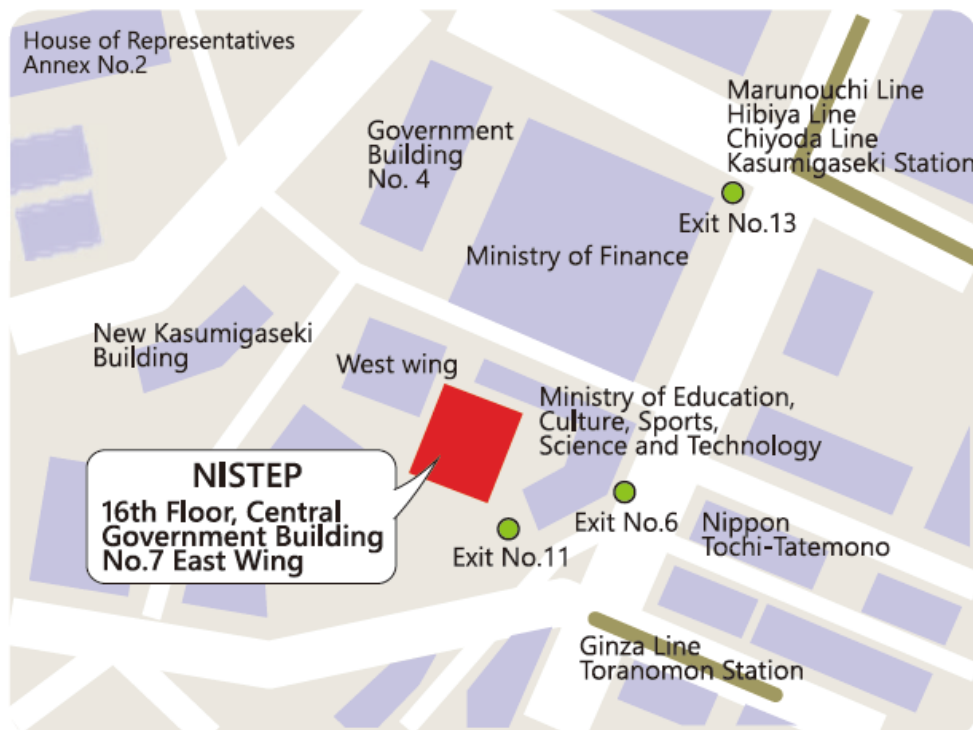 House of Representatives
Annex No.2
Marunouchi Line
Hibiya Line
Chiyoda Line
Kasumigaseki Station
Government
Building
No. 4
Exit No.13
Ministry of Finance
New Kasumigaseki
Building
West wing
Ministry of Education,
Culture, Sports,
Science and Technology
NISTEP
16th Floor, Central
Government Building
No.7 East Wing
Exit No.11
Exit No.6
Nippon
Tochi-Tatemono
Ginza Line
Toranomon Station